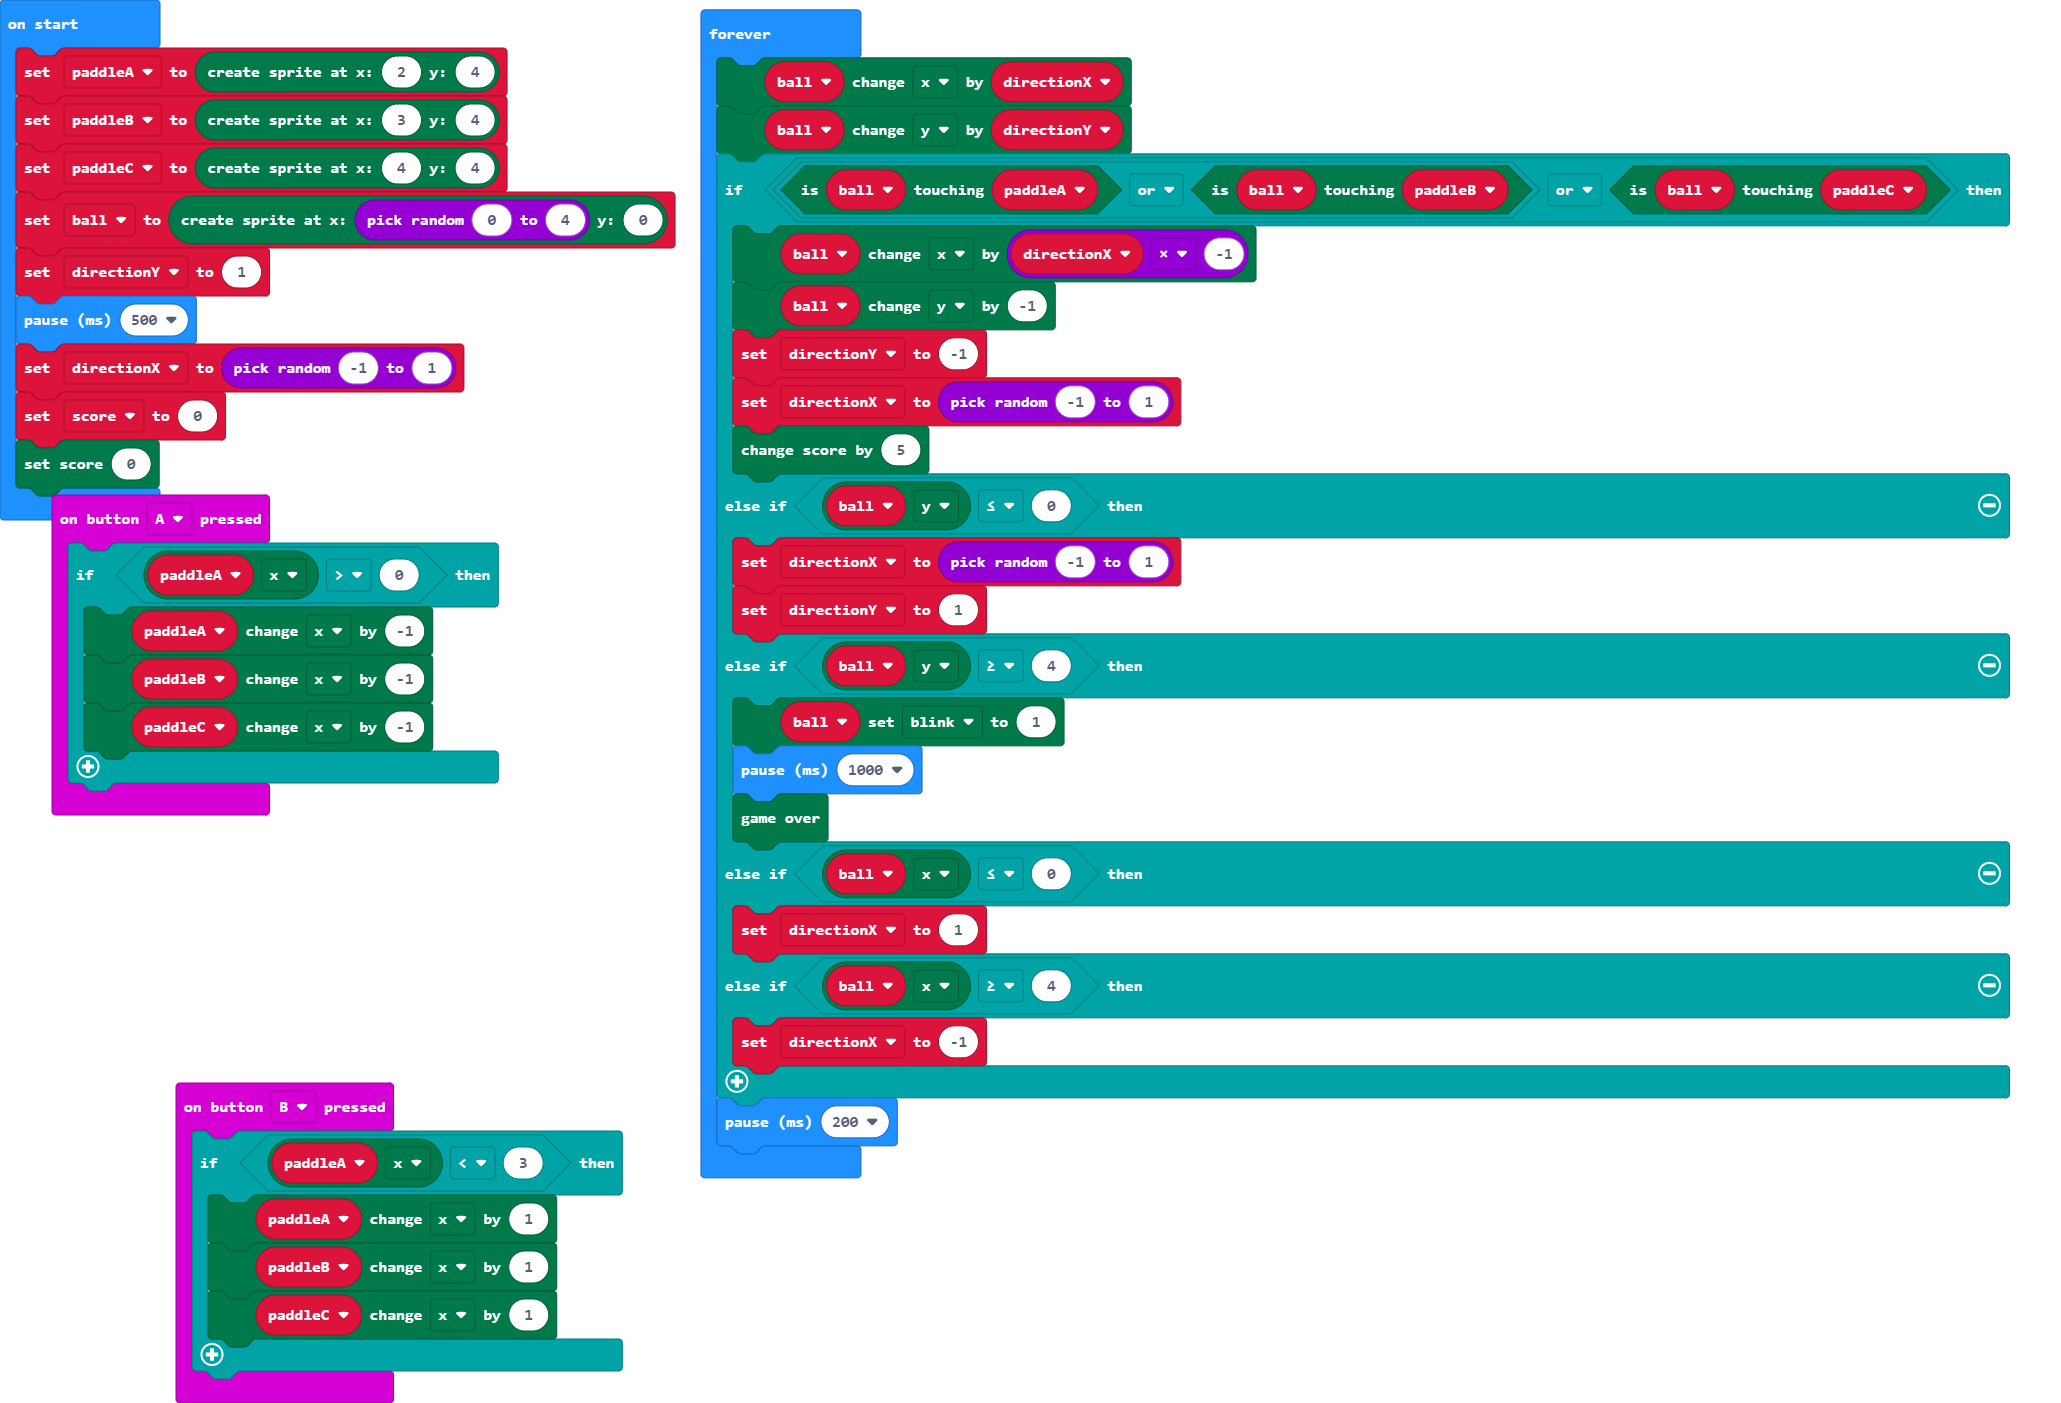 on start
set paddleA to create sprite at x: 2 y: 4
set paddleB to create sprite at x: 3 y: 4
set paddleC to create sprite at x: 4 y: 4
set ball to create sprite at x: pick random 0 to 4 y: 0
set directionY to 1
pause (ms) 500
set directionX to pick random -1 to 1
set score to 0
set score 0
on button A pressed
if paddleA x > 0 then
paddleA change x by -1
paddleB change x by -1
paddleC change x by -1
on button B pressed
if paddleA x < 3 then
paddleA change x by 1
paddleB change x by 1
paddleC change x by 1
forever
ball change x by directionX
ball change y by directionY
if is ball touching paddleA or is ball touching paddleB or is ball touching paddleC then
ball change x by directionX × -1
ball change y by -1
set directionY to -1
set directionX to pick random -1 to 1
change score by 5
else if ball y ≤ 0 then
set directionX to pick random -1 to 1
set directionY to 1
else if ball y ≥ 4 then
ball set blink to 1
pause (ms) 1000
game over
else if ball x ≤ 0 then
set directionX to 1
else if ball x ≥ 4 then
set directionX to -1
pause (ms) 200